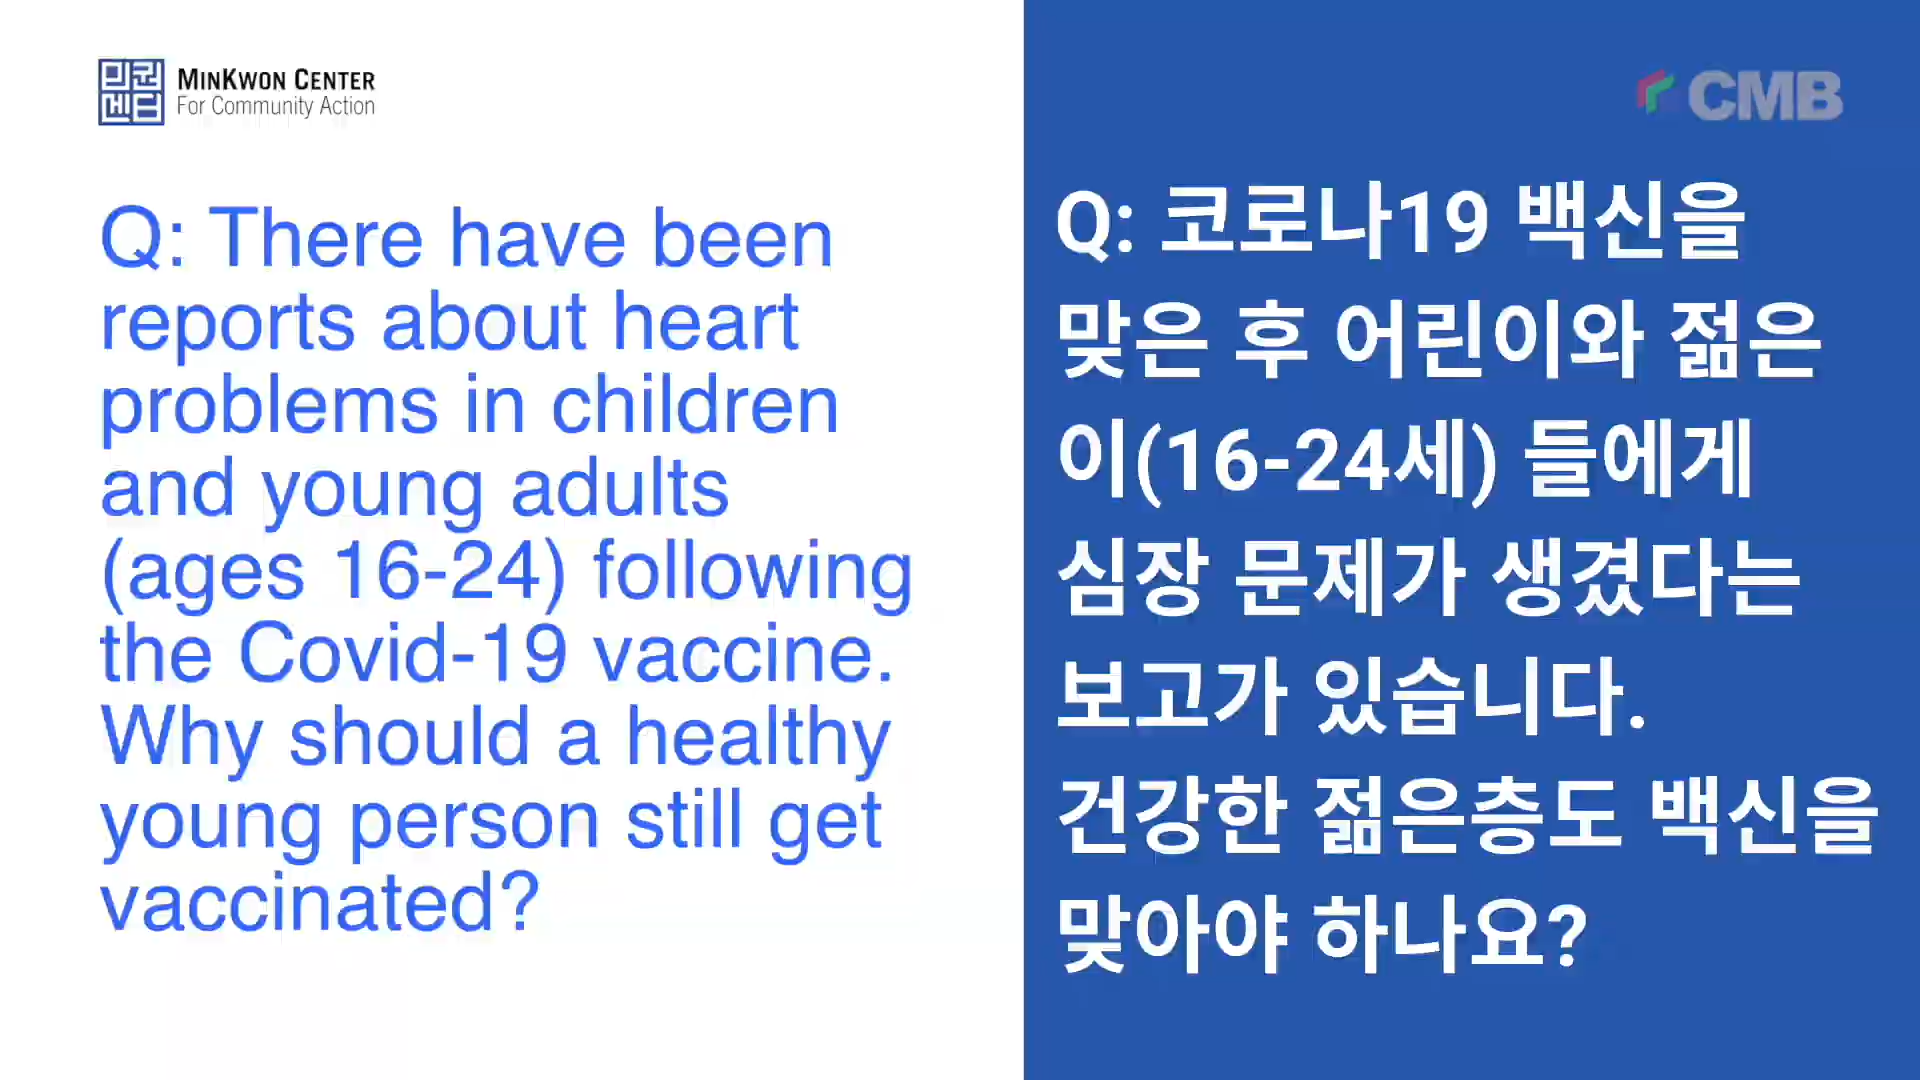 민권
센터
MINKWON CENTER
For Community Action
Q: There have been
reports about heart
problems in children
and young adults
(ages 16-24) following
the Covid-19 vaccine.
Why should a healthy
young person still get
vaccinated?
CMB
Q: 코로나19 백신을
맞은 후 어린이와 젊은
이(16-24세) 들에게
심장 문제가 생겼다는
보고가 있습니다.
건강한 젊은층도 백신을
맞아야 하나요?